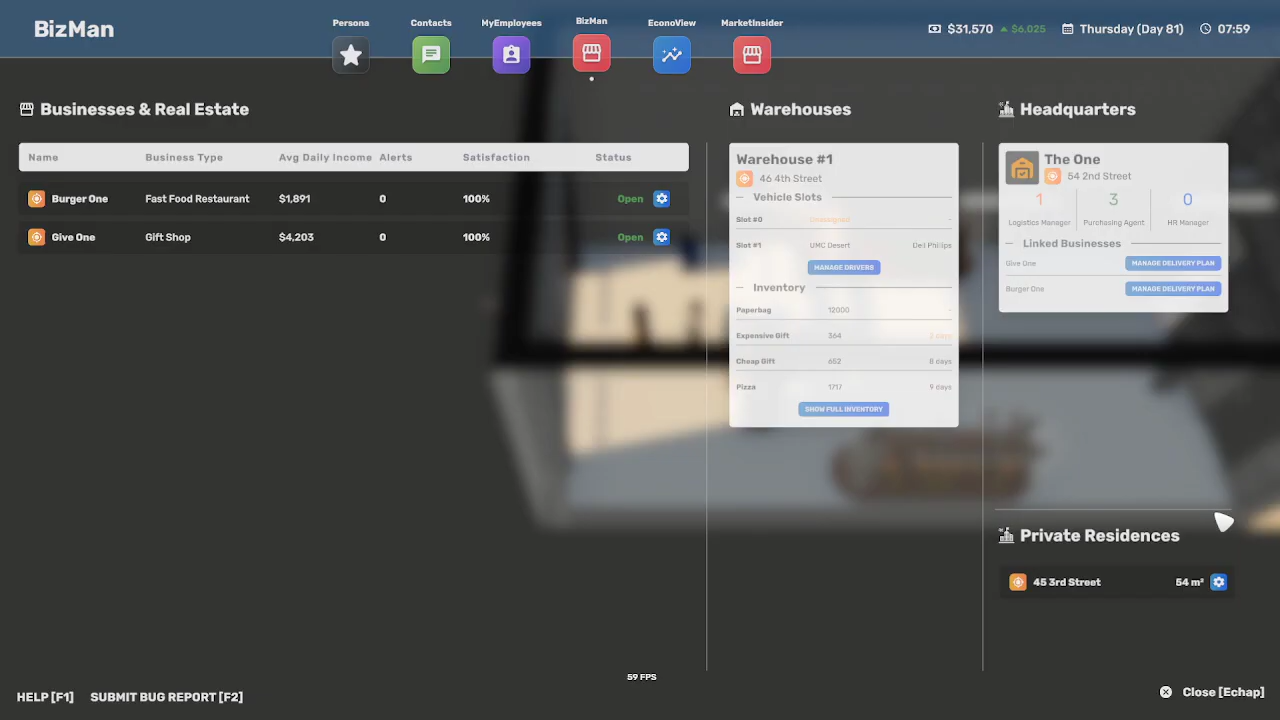 BizMan
Persona
Contacts
MyEmployees
BizMan
EconoView
MarketInsider
$31,570 $6,025
Thursday (Day 81)
07:59
Businesses & Real Estate
Name Business Type Avg Daily Income Alerts Satisfaction Status
Burger One Fast Food Restaurant $1,891 0 100% Open
Give One Gift Shop $4,203 0 100% Open
Warehouses
Warehouse #1
46 4th Street
Vehicle Slots
Slot #0 Unassigned -
Slot #1 UMC Desert Dell Phillips
MANAGE DRIVERS
Inventory
Paperbag 12000 -
Expensive Gift 364 2 days
Cheap Gift 652 8 days
Pizza 1717 9 days
SHOW FULL INVENTORY
Headquarters
The One
54 2nd Street
1 3 0
Logistics Manager Purchasing Agent HR Manager
Linked Businesses
Give One MANAGE DELIVERY PLAN
Burger One MANAGE DELIVERY PLAN
Private Residences
45 3rd Street 54 m²
59 FPS
HELP [F1] SUBMIT BUG REPORT [F2]
Close [Echap]